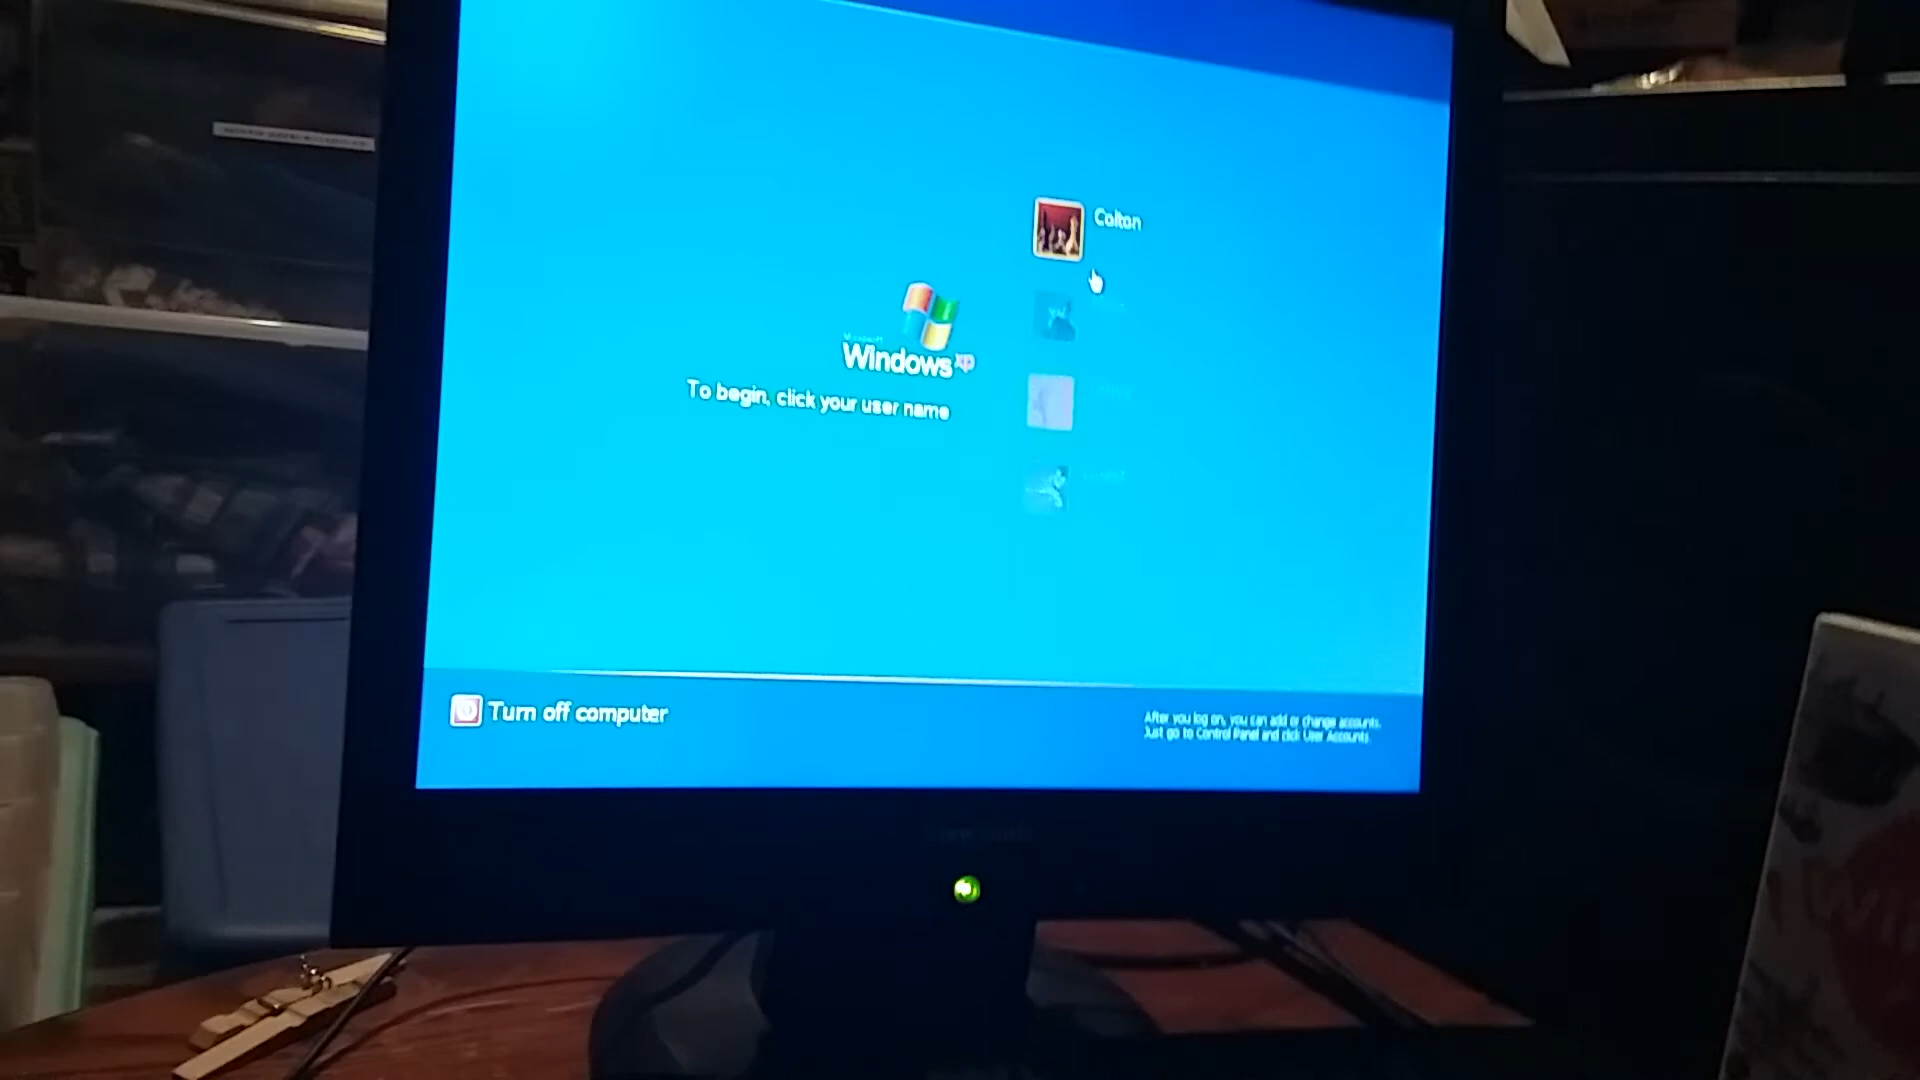 Colton
Microsoft
Windows xp
To begin, click your user name
Turn off computer
After you log on, you can add or change accounts.
Just go to Control Panel and click User Accounts.